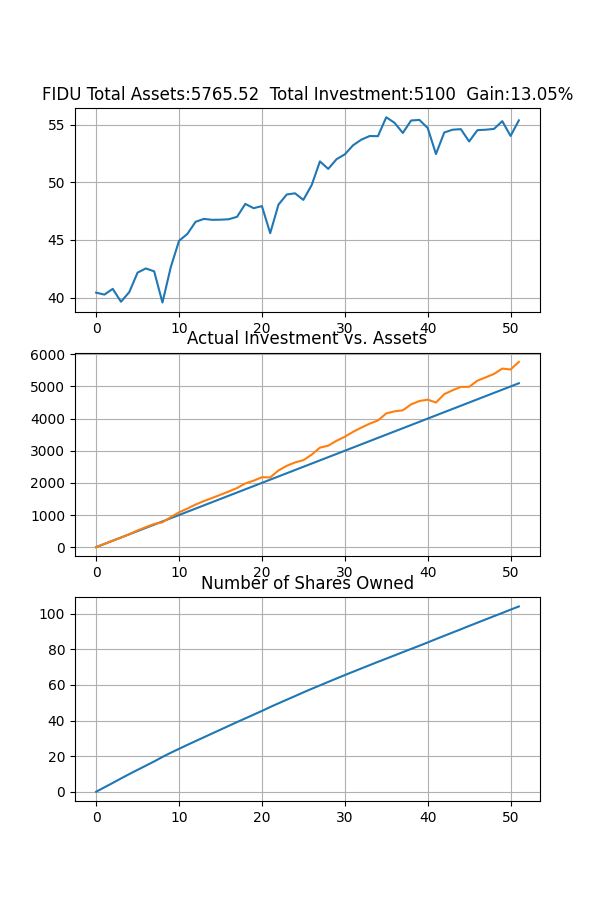 FIDU Total Assets:5765.52  Total Investment:5100  Gain:13.05%
55
50
45
40
0 10 20 30 40 50
Actual Investment vs. Assets
6000
5000
4000
3000
2000
1000
0
0 10 20 30 40 50
Number of Shares Owned
100
80
60
40
20
0
0 10 20 30 40 50